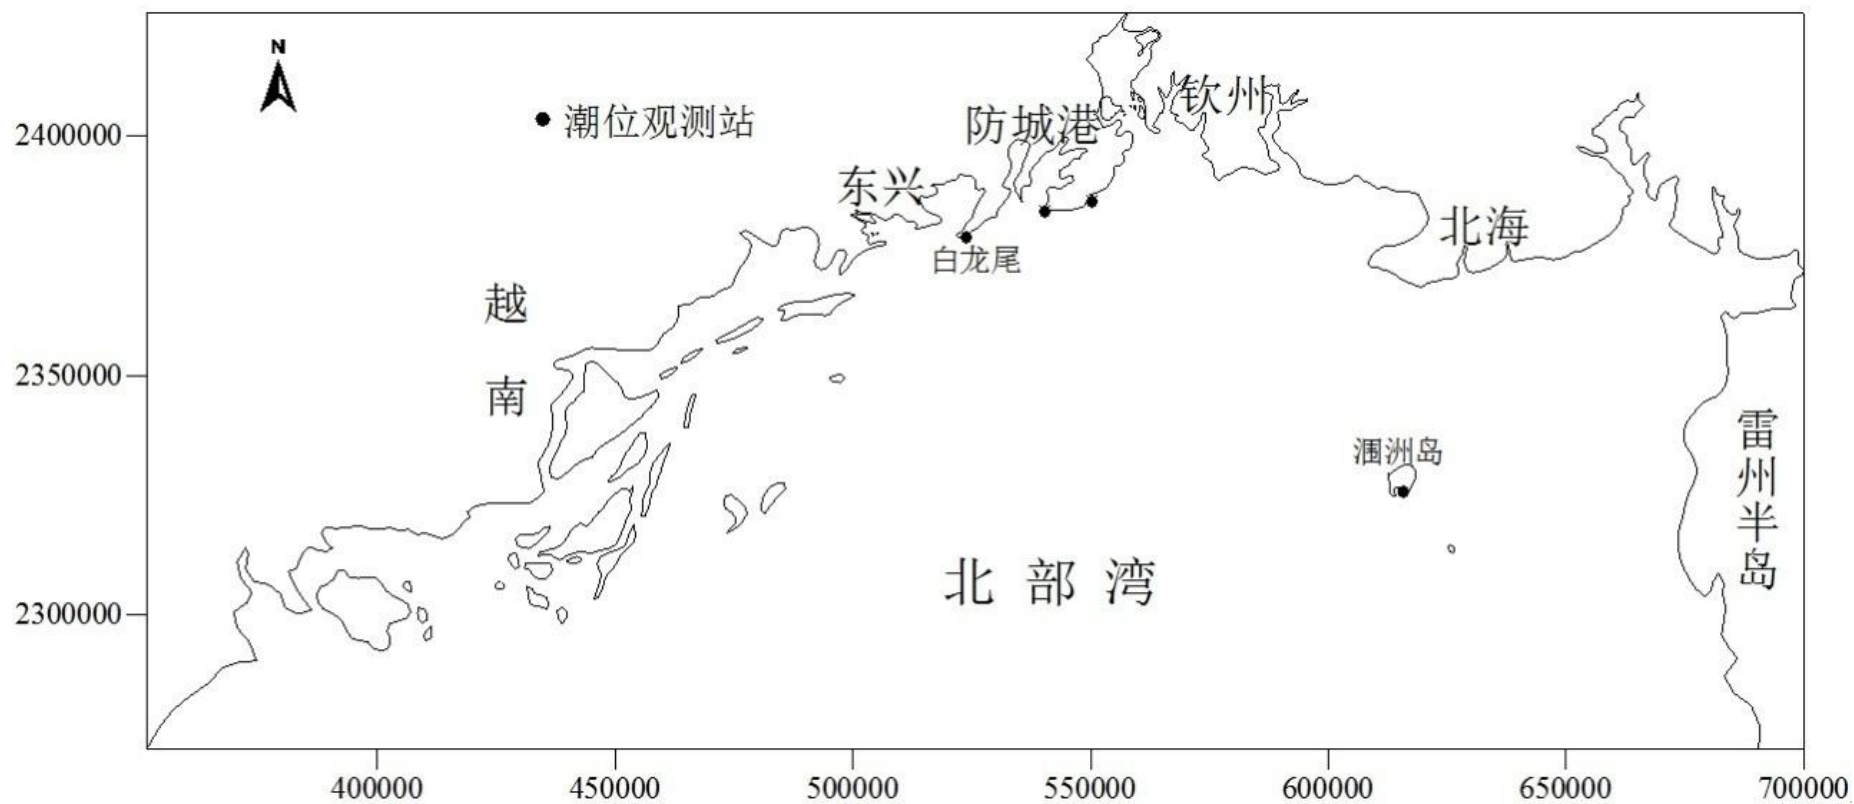 N
潮位观测站
钦州
防城港
2400000
东兴
北海
白龙尾
越
南
2350000
雷
州
半
岛
涠洲岛
北部湾
2300000
400000
450000
500000
550000
600000
650000
700000